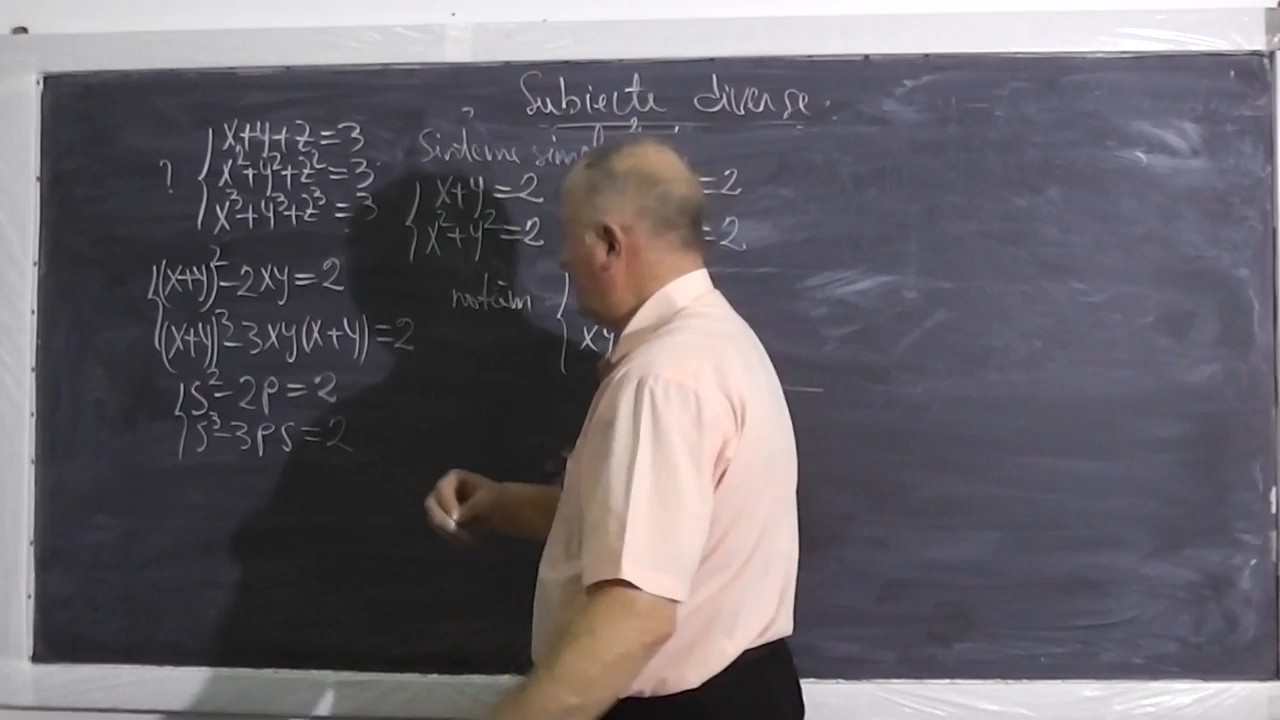 Subiecte diverse.
? { x+y+z=3
x²+y²+z²=3
x³+y³+z³=3
Sisteme
{ x+y=2
x²+y²=2
=2
=2
{ (x+y)²-2xy=2
(x+y)³-3xy(x+y)=2
notăm {
xy
{ s²-2p=2
s³-3ps=2